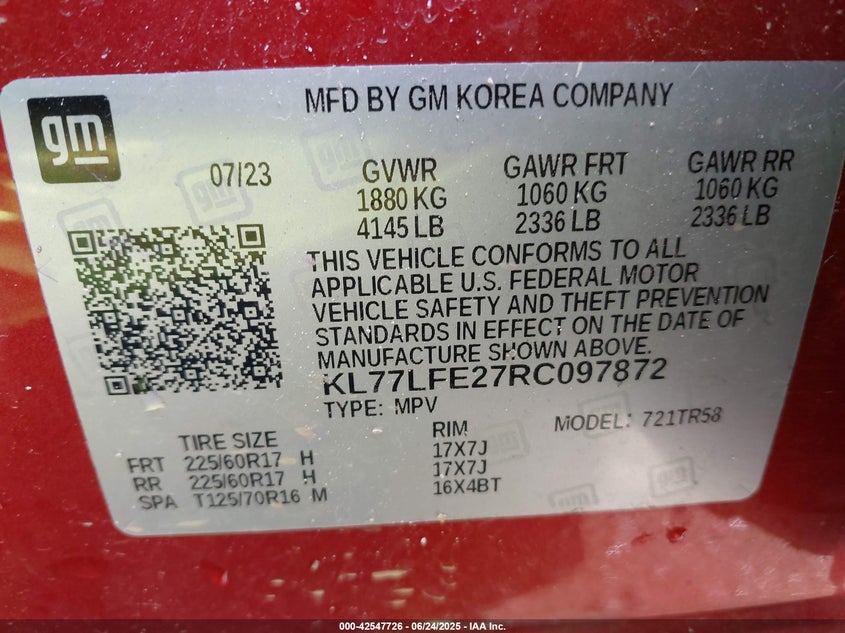 gm
MFD BY GM KOREA COMPANY
07/23
GVWR GAWR FRT GAWR RR
1880 KG 1060 KG 1060 KG
4145 LB 2336 LB 2336 LB
THIS VEHICLE CONFORMS TO ALL
APPLICABLE U.S. FEDERAL MOTOR
VEHICLE SAFETY AND THEFT PREVENTION
STANDARDS IN EFFECT ON THE DATE OF
MANUFACTURE SHOWN ABOVE.
KL77LFE27RC097872
TYPE: MPV
MODEL: 721TR58
TIRE SIZE RIM
FRT 225/60R17 H 17X7J
RR 225/60R17 H 17X7J
SPA T125/70R16 M 16X4BT
000-42547726 - 06/24/2025 - IAA Inc.